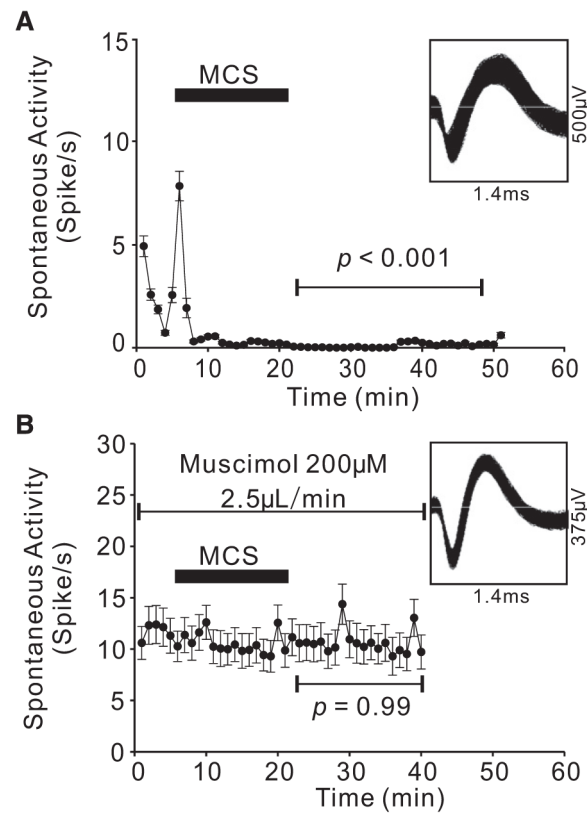 A
Spontaneous Activity
(Spike/s)
15
10
5
0
MCS
p < 0.001
500µV
1.4ms
0 10 20 30 40 50 60
Time (min)
B
Spontaneous Activity
(Spike/s)
30
25
20
15
10
5
0
Muscimol 200µM
2.5µL/min
MCS
p = 0.99
375µV
1.4ms
0 10 20 30 40 50 60
Time (min)